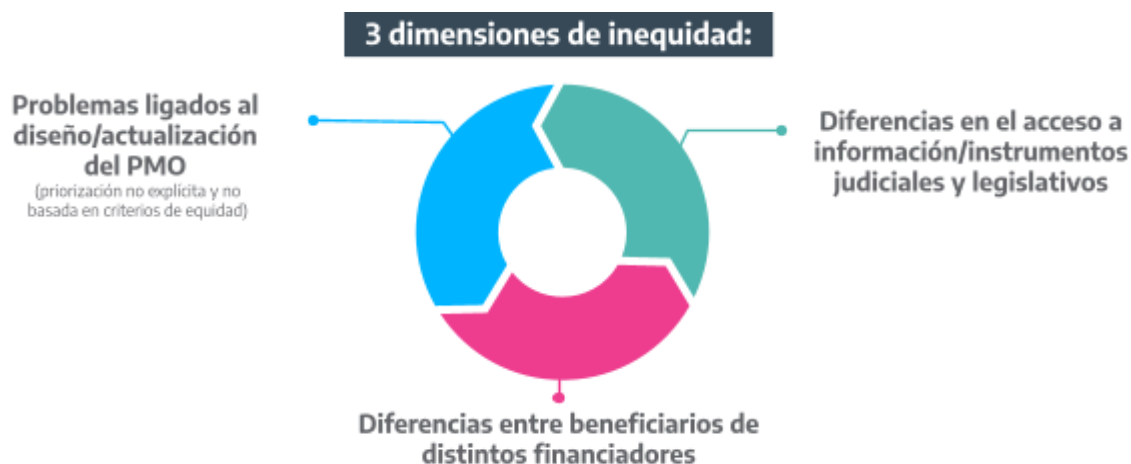 3 dimensiones de inequidad:
Problemas ligados al
diseño/actualización
del PMO
(priorización no explícita y no
basada en criterios de equidad)
Diferencias en el acceso a
información/instrumentos
judiciales y legislativos
Diferencias entre beneficiarios de
distintos financiadores